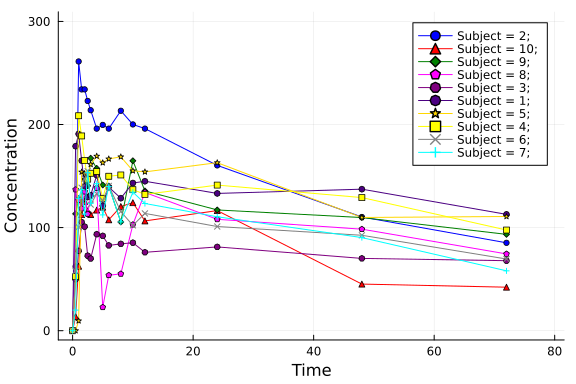 300
200
100
0
Concentration
0
20
40
60
80
Time
Subject = 2;
Subject = 10;
Subject = 9;
Subject = 8;
Subject = 3;
Subject = 1;
Subject = 5;
Subject = 4;
Subject = 6;
Subject = 7;